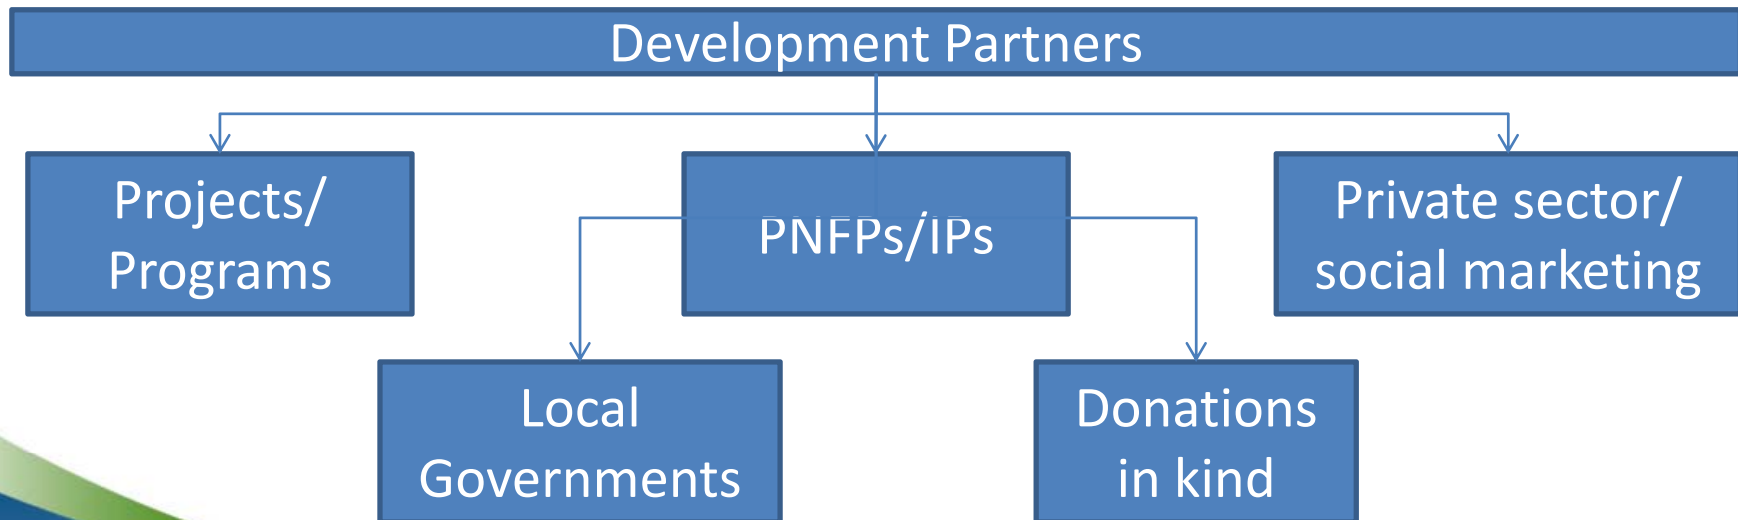 Development Partners
Projects/
Programs
PNFPs/IPs
Private sector/
social marketing
Local
Governments
Donations
in kind